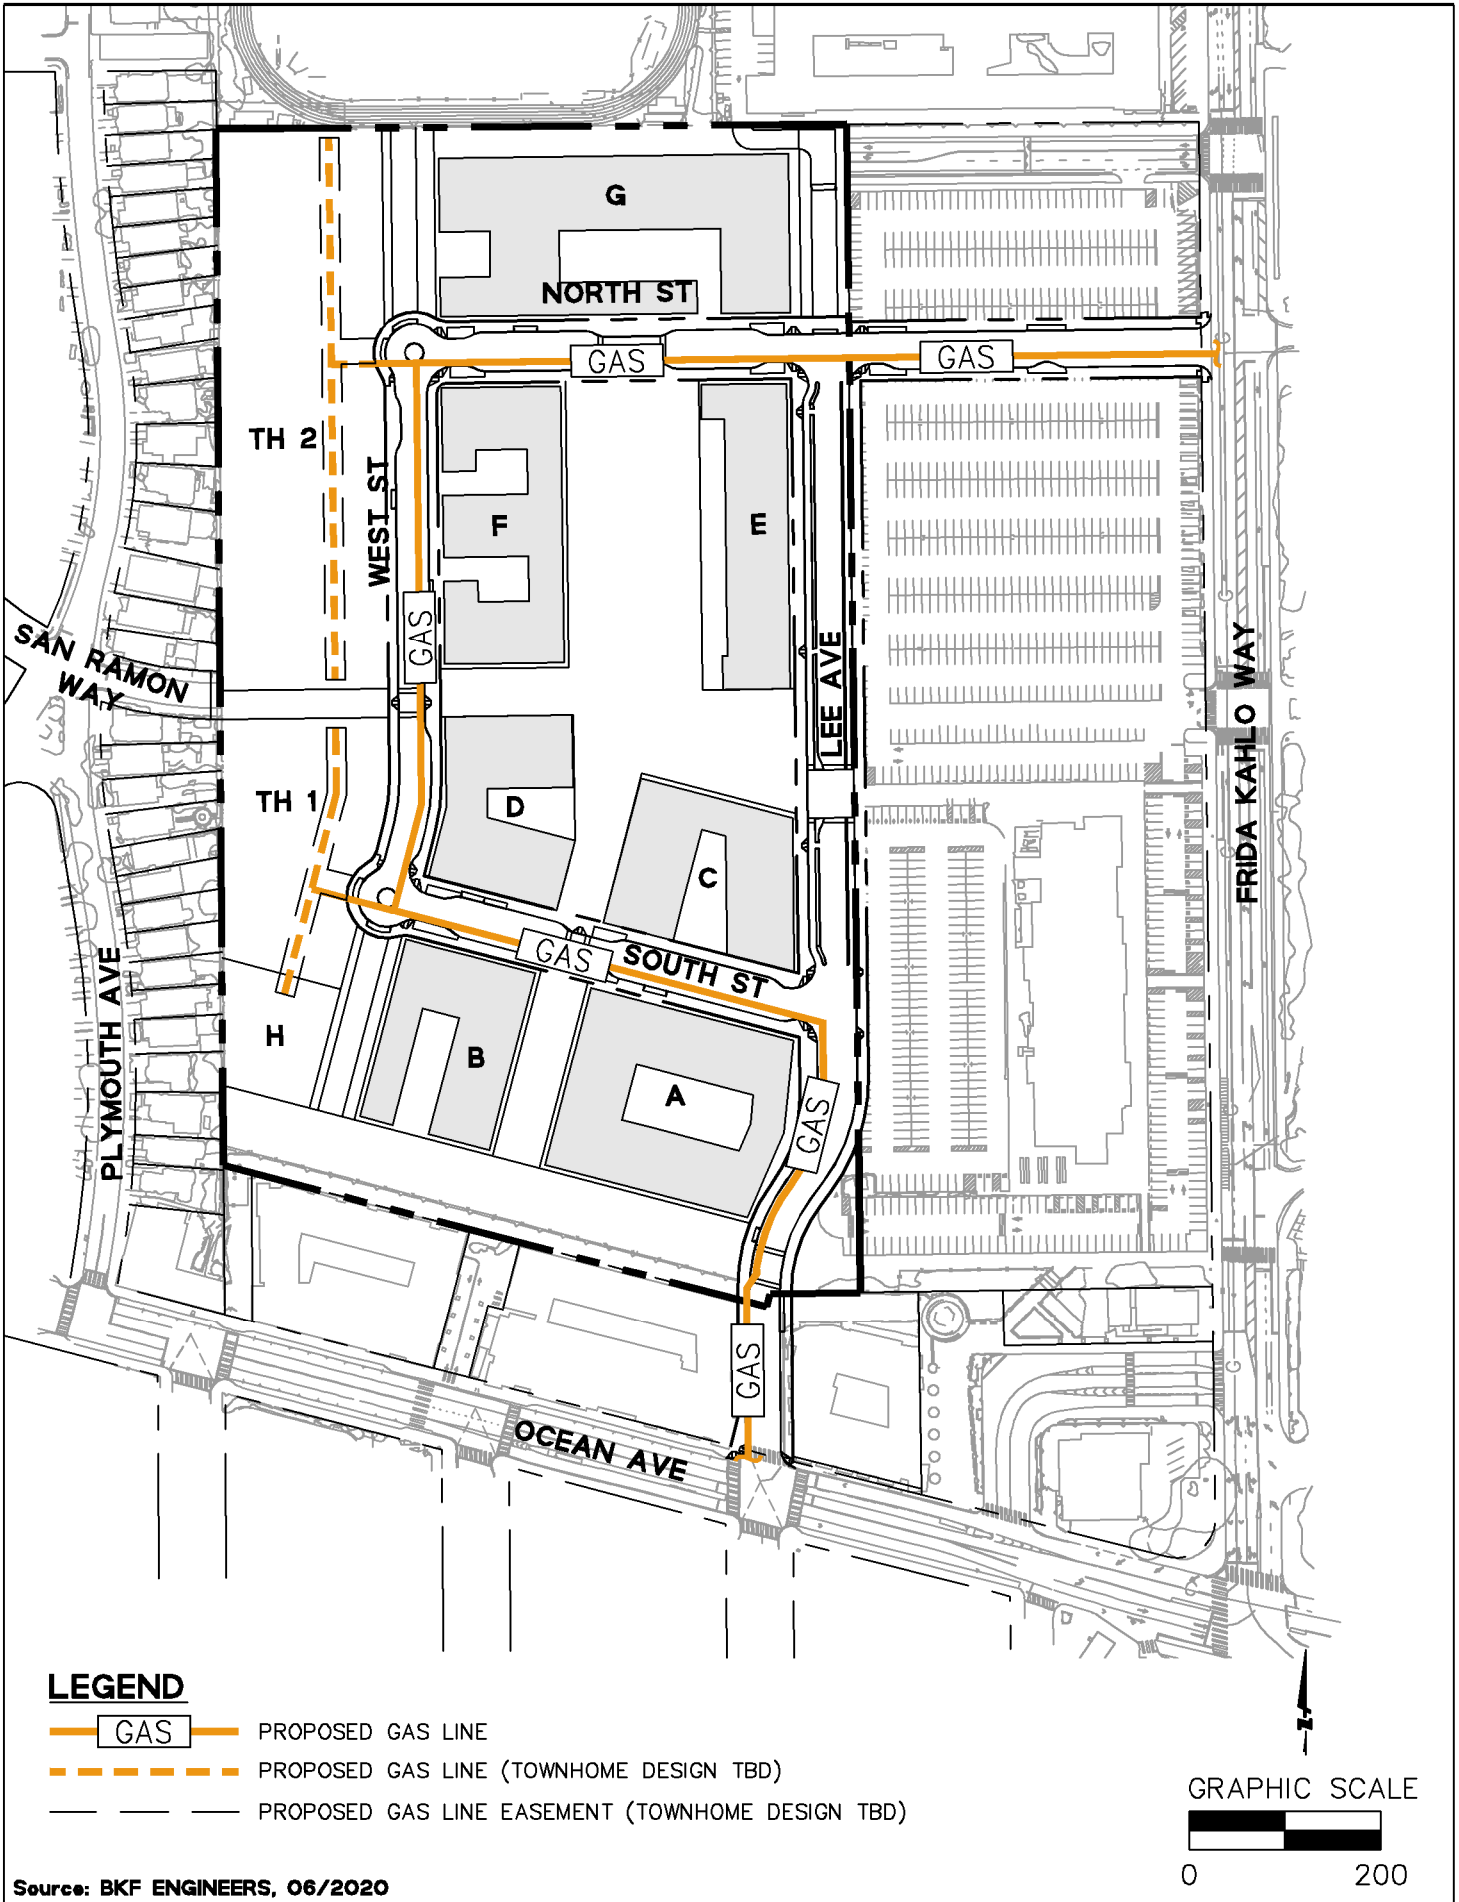 G
NORTH ST
GAS
GAS
TH 2
WEST ST
F
E
GAS
SAN RAMON
WAY
LEE AVE
FRIDA KAHLO WAY
TH 1
D
C
GAS
SOUTH ST
PLYMOUTH AVE
H
B
A
GAS
GAS
OCEAN AVE
LEGEND
GAS PROPOSED GAS LINE
PROPOSED GAS LINE (TOWNHOME DESIGN TBD)
PROPOSED GAS LINE EASEMENT (TOWNHOME DESIGN TBD)
GRAPHIC SCALE
0 200
Source: BKF ENGINEERS, 06/2020